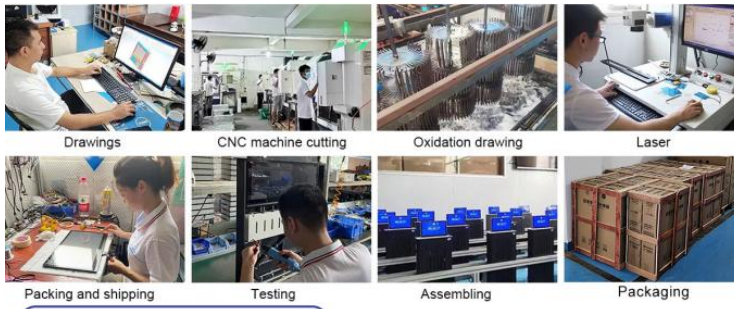 Drawings
CNC machine cutting
Oxidation drawing
Laser
Packing and shipping
Testing
Assembling
Packaging